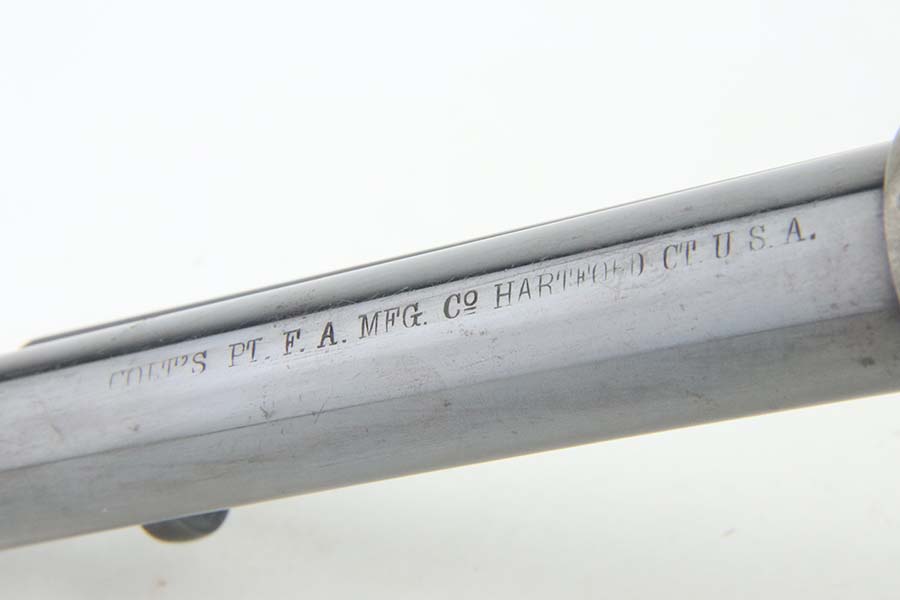 COLT'S PT. F. A. MFG. Cº HARTFORD. CT. U. S. A.